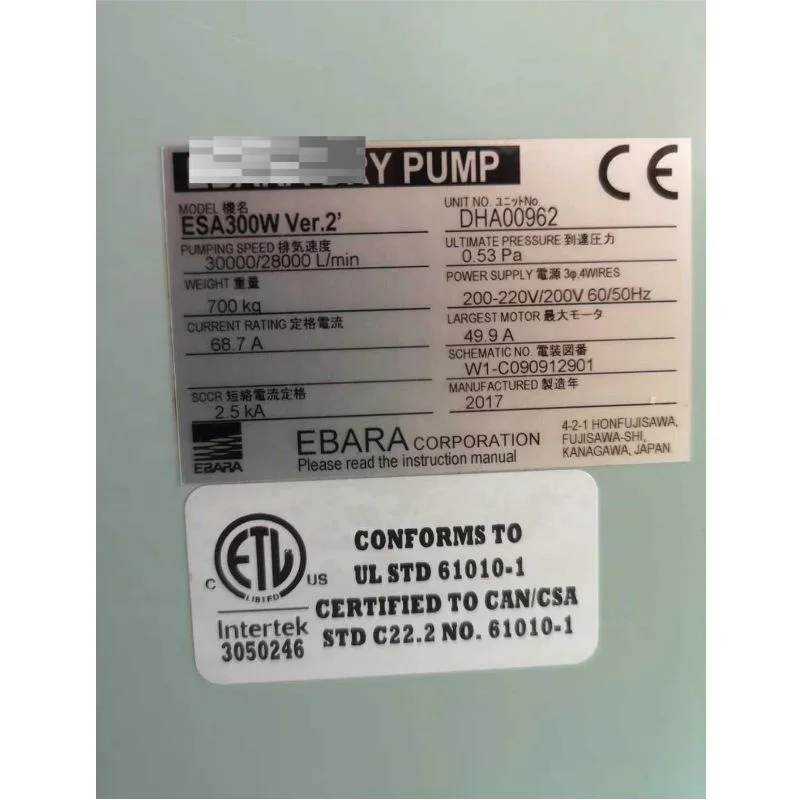 EBARA DRY PUMP
CE
MODEL 機名
ESA300W Ver.2'
UNIT NO. ユニットNo.
DHA00962
PUMPING SPEED 排気速度
30000/28000 L/min
ULTIMATE PRESSURE 到達圧力
0.53 Pa
WEIGHT 重量
700 kg
POWER SUPPLY 電源 3φ.4WIRES
200-220V/200V 60/50Hz
CURRENT RATING 定格電流
68.7 A
LARGEST MOTOR 最大モータ
49.9 A
SCHEMATIC NO. 電装図番
W1-C090912901
SCCR 短絡電流定格
2.5 kA
MANUFACTURED 製造年
2017
EBARA
EBARA CORPORATION
Please read the instruction manual
4-2-1 HONFUJISAWA,
FUJISAWA-SHI,
KANAGAWA, JAPAN
ETL
C US
LISTED
Intertek
3050246
CONFORMS TO
UL STD 61010-1
CERTIFIED TO CAN/CSA
STD C22.2 NO. 61010-1